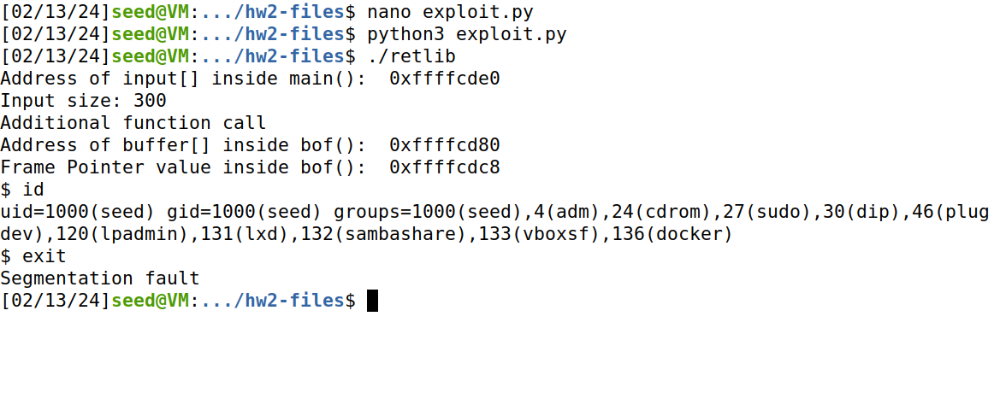 [02/13/24]seed@VM:.../hw2-files$ nano exploit.py
[02/13/24]seed@VM:.../hw2-files$ python3 exploit.py
[02/13/24]seed@VM:.../hw2-files$ ./retlib
Address of input[] inside main():  0xffffcde0
Input size: 300
Additional function call
Address of buffer[] inside bof():  0xffffcd80
Frame Pointer value inside bof():  0xffffcdc8
$ id
uid=1000(seed) gid=1000(seed) groups=1000(seed),4(adm),24(cdrom),27(sudo),30(dip),46(plug
dev),120(lpadmin),131(lxd),132(sambashare),133(vboxsf),136(docker)
$ exit
Segmentation fault
[02/13/24]seed@VM:.../hw2-files$